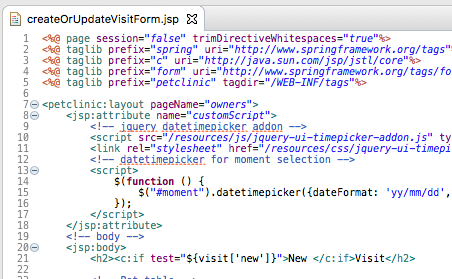 createOrUpdateVisitForm.jsp
1 <%@ page session="false" trimDirectiveWhitespaces="true"%>
2 <%@ taglib prefix="spring" uri="http://www.springframework.org/tags"
3 <%@ taglib prefix="c" uri="http://java.sun.com/jsp/jstl/core"%>
4 <%@ taglib prefix="form" uri="http://www.springframework.org/tags/fo
5 <%@ taglib prefix="petclinic" tagdir="/WEB-INF/tags"%>
6
7 <petclinic:layout pageName="owners">
8 <jsp:attribute name="customScript">
9 <!-- jquery datetimepicker addon -->
10 <script src="/resources/js/jquery-ui-timepicker-addon.js" ty
11 <link rel="stylesheet" href="/resources/css/jquery-ui-timepi
12 <!-- datetimepicker for moment selection -->
13 <script>
14 $(function () {
15 $("#moment").datetimepicker({dateFormat: 'yy/mm/dd',
16 });
17 </script>
18 </jsp:attribute>
19 <!-- body -->
20 <jsp:body>
21 <h2><c:if test="${visit['new']}">New </c:if>Visit</h2>
22